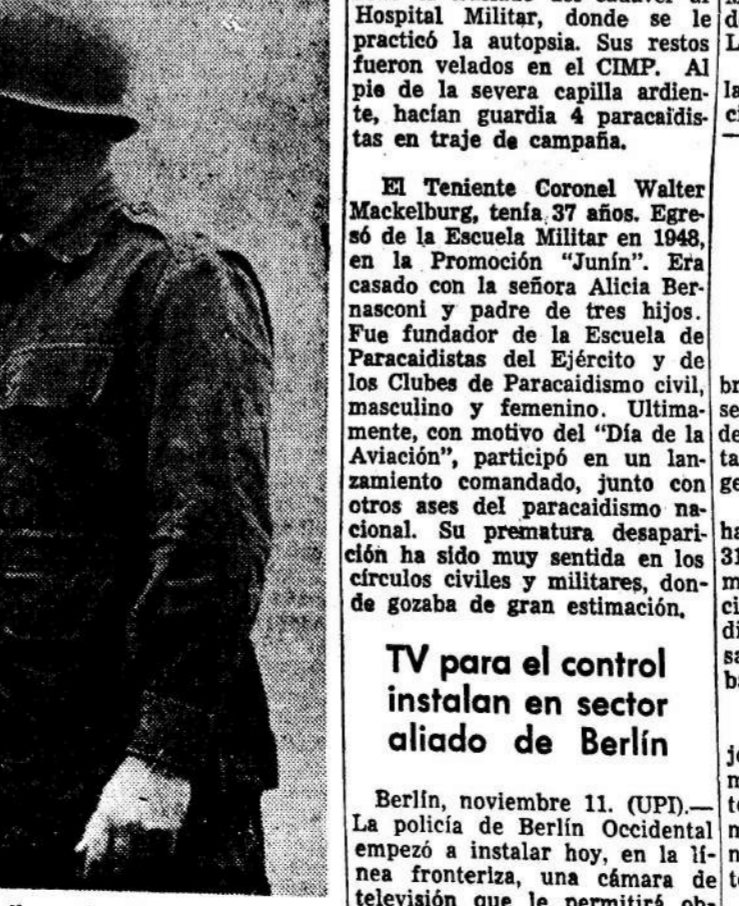 Hospital Militar, donde se le
practicó la autopsia. Sus restos
fueron velados en el CIMP. Al
pie de la severa capilla ardien-
te, hacían guardia 4 paracaidis-
tas en traje de campaña.
El Teniente Coronel Walter
Mackelburg, tenía 37 años. Egre-
só de la Escuela Militar en 1948,
en la Promoción "Junín". Era
casado con la señora Alicia Ber-
nasconi y padre de tres hijos.
Fue fundador de la Escuela de
Paracaidistas del Ejército y de
los Clubes de Paracaidismo civil,
masculino y femenino. Ultima-
mente, con motivo del "Día de la
Aviación", participó en un lan-
zamiento comandado, junto con
otros ases del paracaidismo na-
cional. Su prematura desapari-
ción ha sido muy sentida en los
círculos civiles y militares, don-
de gozaba de gran estimación.
TV para el control
instalan en sector
aliado de Berlín
Berlín, noviembre 11. (UPI).—
La policía de Berlín Occidental
empezó a instalar hoy, en la lí-
nea fronteriza, una cámara de
televisión que le permitirá ob-